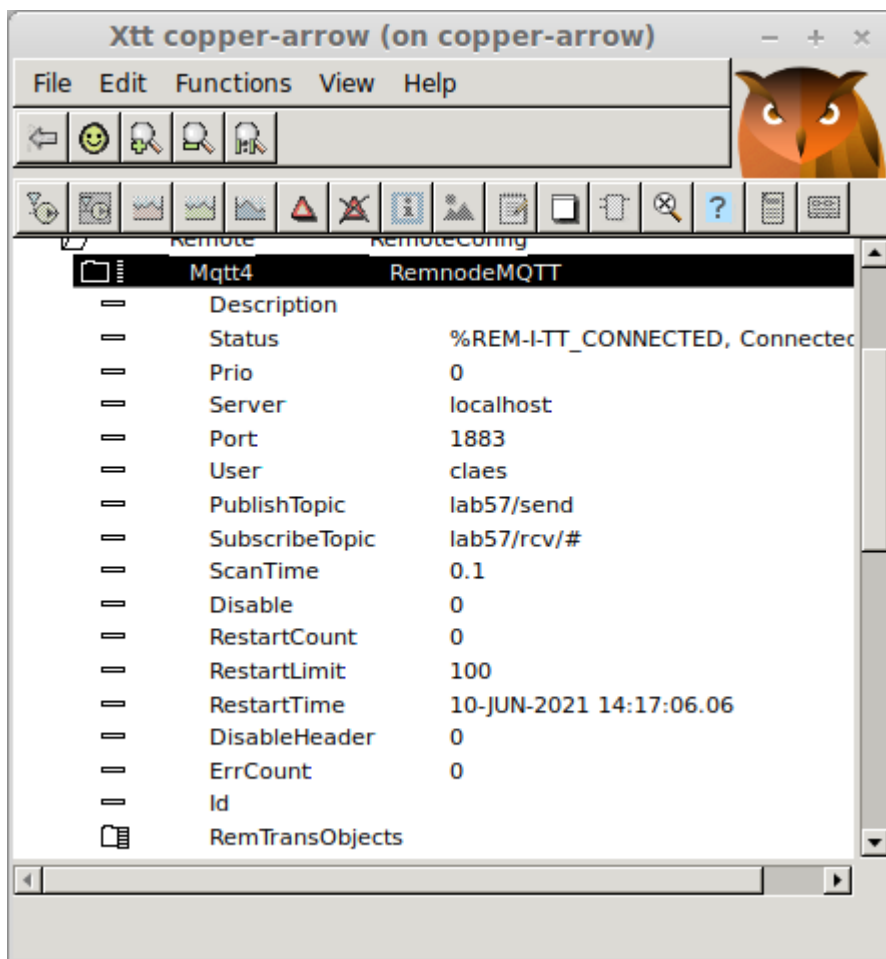 Xtt copper-arrow (on copper-arrow)
File Edit Functions View Help
Remote RemoteConfig
Mqtt4 RemnodeMQTT
Description
Status %REM-I-TT_CONNECTED, Connected
Prio 0
Server localhost
Port 1883
User claes
PublishTopic lab57/send
SubscribeTopic lab57/rcv/#
ScanTime 0.1
Disable 0
RestartCount 0
RestartLimit 100
RestartTime 10-JUN-2021 14:17:06.06
DisableHeader 0
ErrCount 0
Id
RemTransObjects